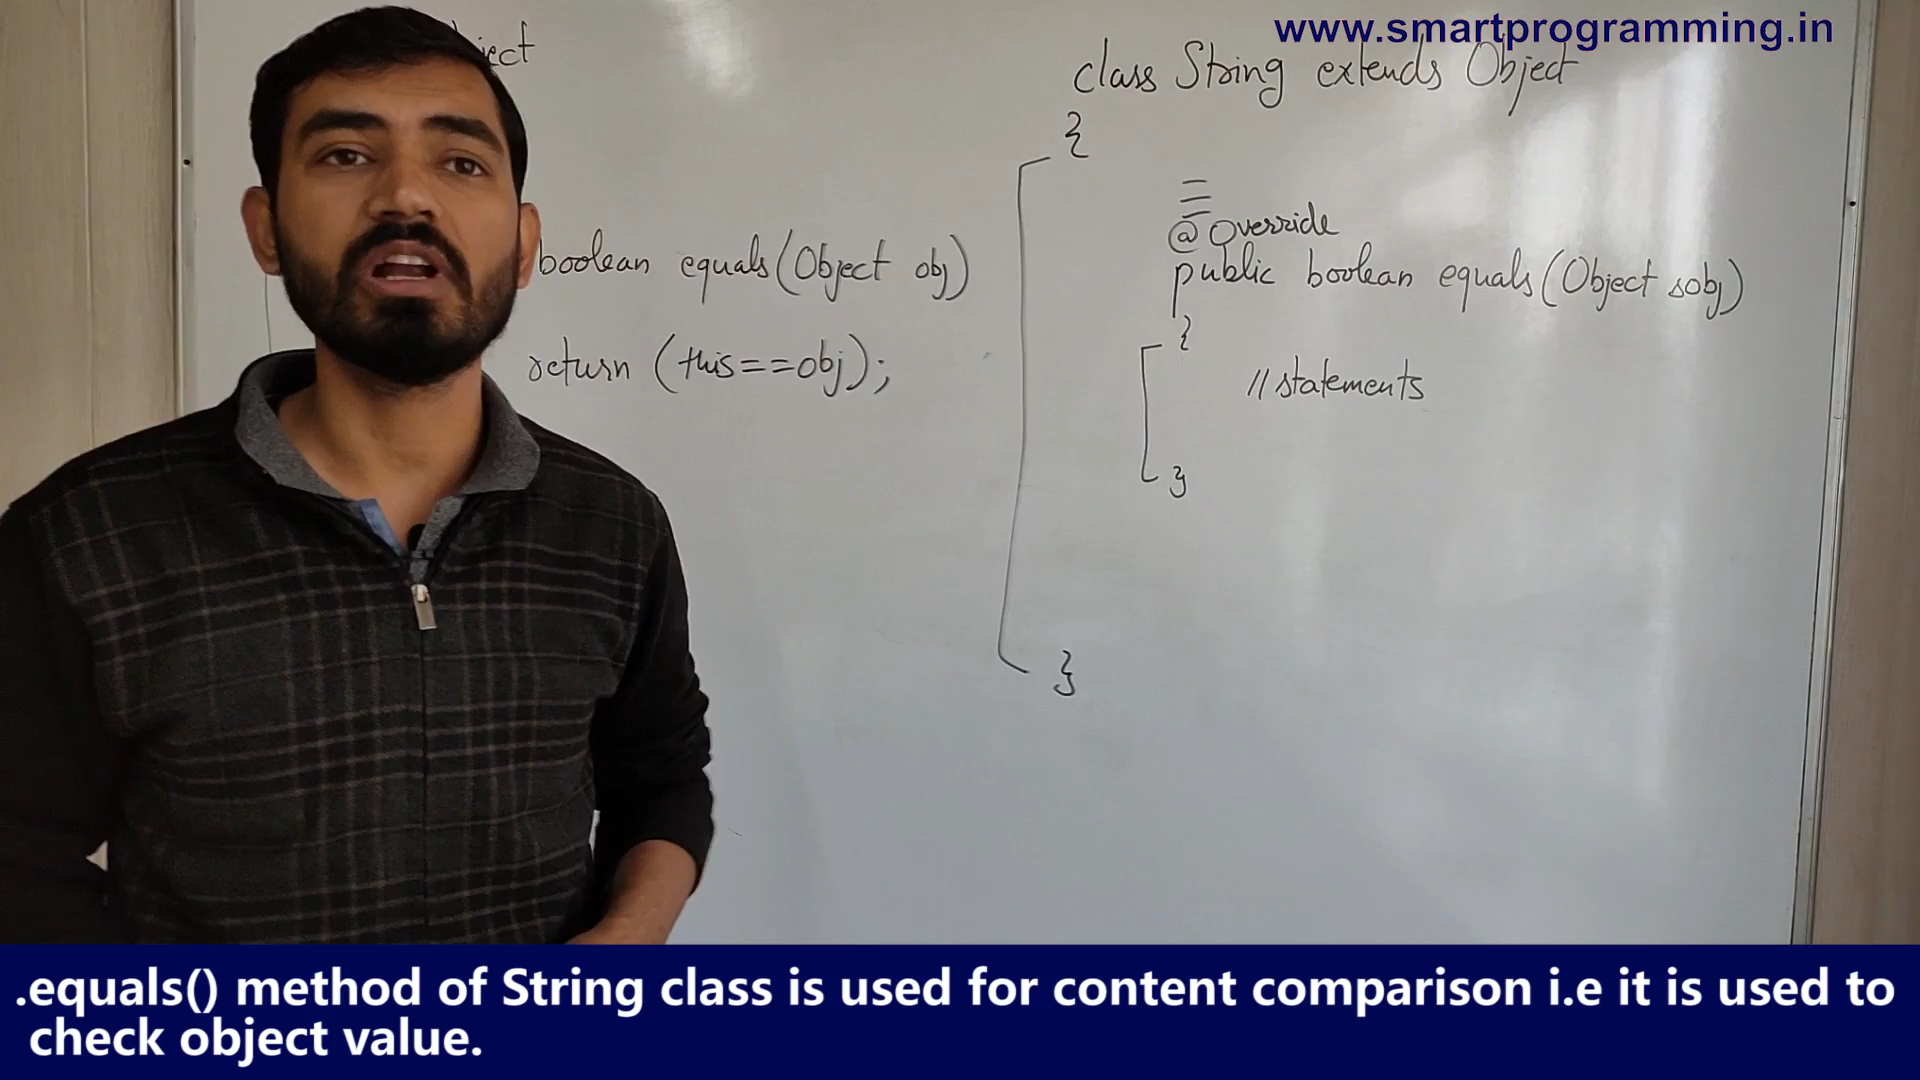 www.smartprogramming.in
class String extends Object
{
@Override
boolean equals(Object obj)
public boolean equals(Object sobj)
{
return (this==obj);
//statements
}
}
.equals() method of String class is used for content comparison i.e it is used to
check object value.